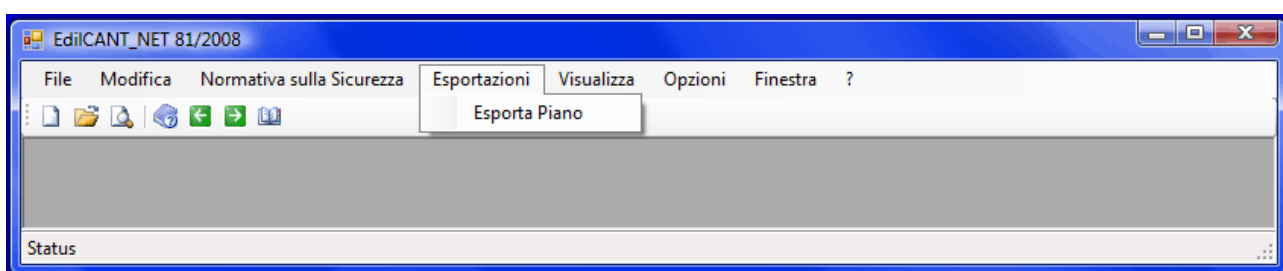 EdilCANT_NET 81/2008
File Modifica Normativa sulla Sicurezza Esportazioni Visualizza Opzioni Finestra ?
Esporta Piano
Status